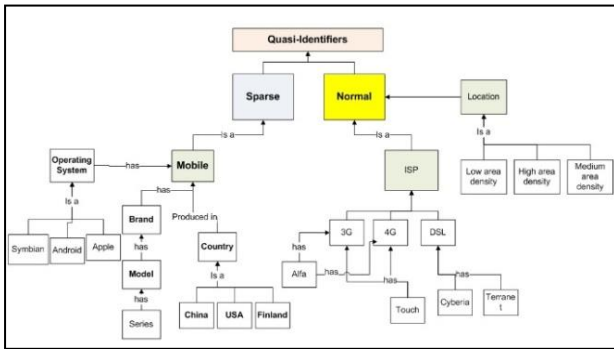 Quasi-Identifiers
Sparse
Normal
Location
Is a
Is a
Is a
Operating
System
has
Mobile
ISP
Low area
density
High area
density
Medium
area
density
Is a
has
Produced in
Brand
3G
4G
DSL
Symbian
Android
Apple
has
Country
has
Alfa
has
has
has
Model
Is a
has
Touch
Cyberia
Terrane
t
Series
China
USA
Finland